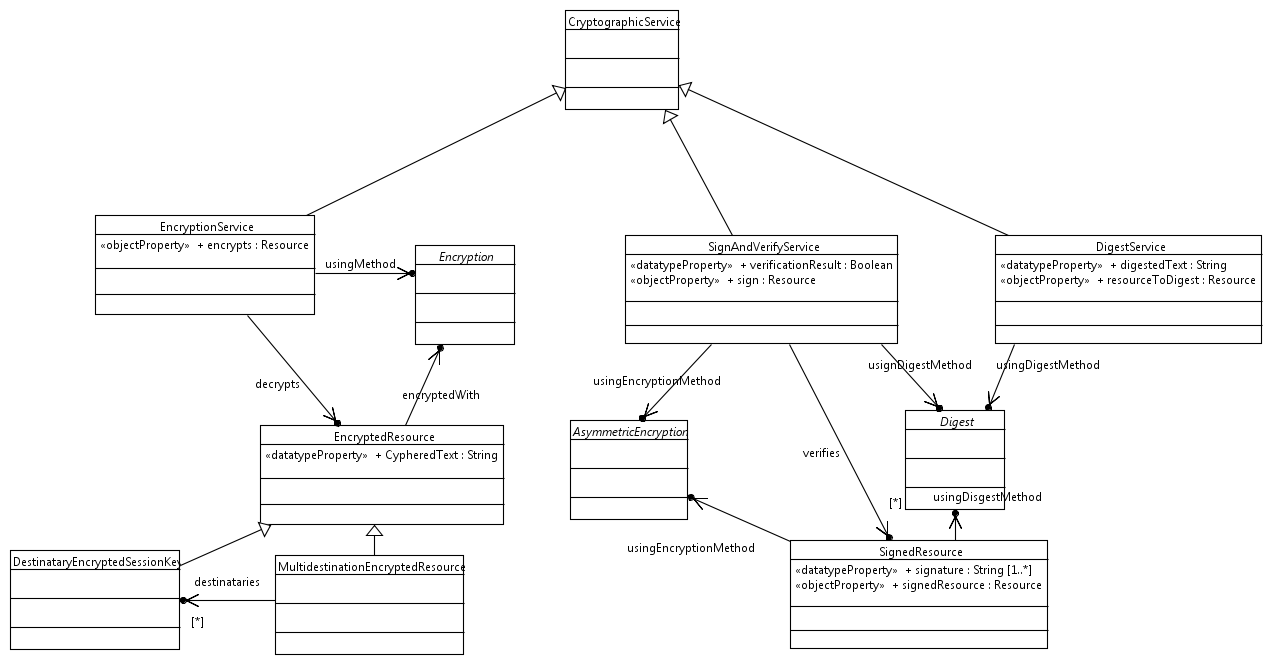 CryptographicService
EncryptionService
«objectProperty» + encrypts : Resource
usingMethod
Encryption
SignAndVerifyService
«datatypeProperty» + verificationResult : Boolean
«objectProperty» + sign : Resource
DigestService
«datatypeProperty» + digestedText : String
«objectProperty» + resourceToDigest : Resource
decrypts
encryptedWith
usingEncryptionMethod
usignDigestMethod
usingDigestMethod
EncryptedResource
«datatypeProperty» + CypheredText : String
AsymmetricEncryption
verifies
Digest
[*]
usingDisgestMethod
usingEncryptionMethod
DestinataryEncryptedSessionKey
MultidestinationEncryptedResource
destinataries
[*]
SignedResource
«datatypeProperty» + signature : String [1..*]
«objectProperty» + signedResource : Resource